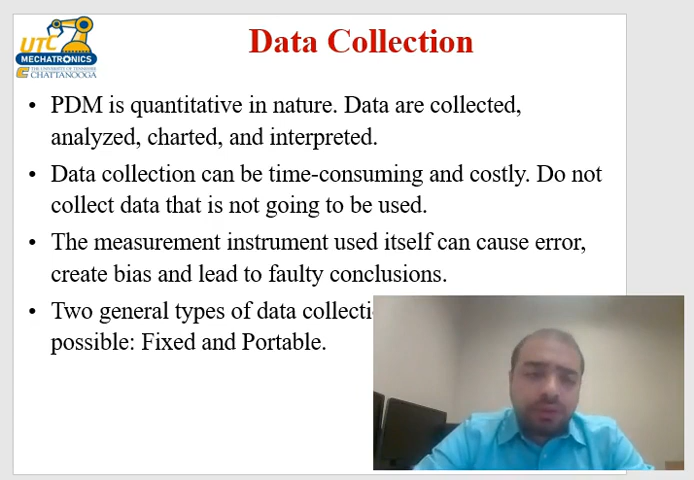 UTC
MECHATRONICS
THE UNIVERSITY OF TENNESSEE
CHATTANOOGA
Data Collection
• PDM is quantitative in nature. Data are collected,
analyzed, charted, and interpreted.
• Data collection can be time-consuming and costly. Do not
collect data that is not going to be used.
• The measurement instrument used itself can cause error,
create bias and lead to faulty conclusions.
• Two general types of data
possible: Fixed and Portable.